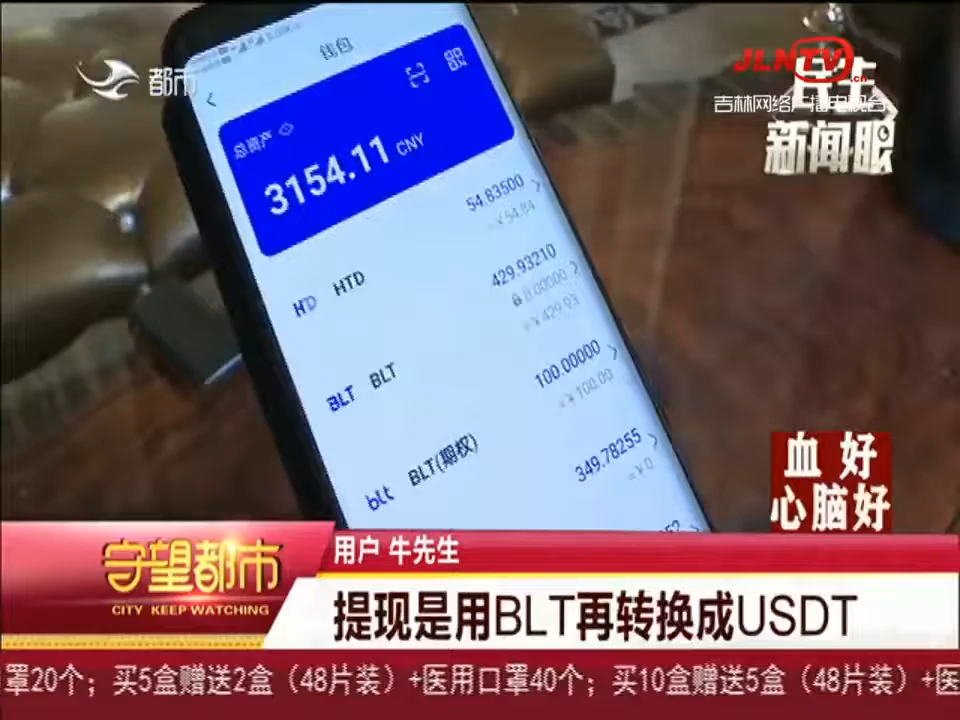 都市
JLNTV.cn
吉林网络广播电视台
民生
新闻眼
钱包
总资产
3154.11 CNY
54.83500
≈¥54.84
HTD
HTD
429.93210
0.00000
≈¥429.93
BLT
BLT
100.00000
≈¥100.00
blt
BLT(期权)
349.78255
≈¥0
血 好
心脑好
守望都市
CITY KEEP WATCHING
用户 牛先生
提现是用BLT再转换成USDT
罩20个；买5盒赠送2盒（48片装）+医用口罩40个；买10盒赠送5盒（48片装）+医